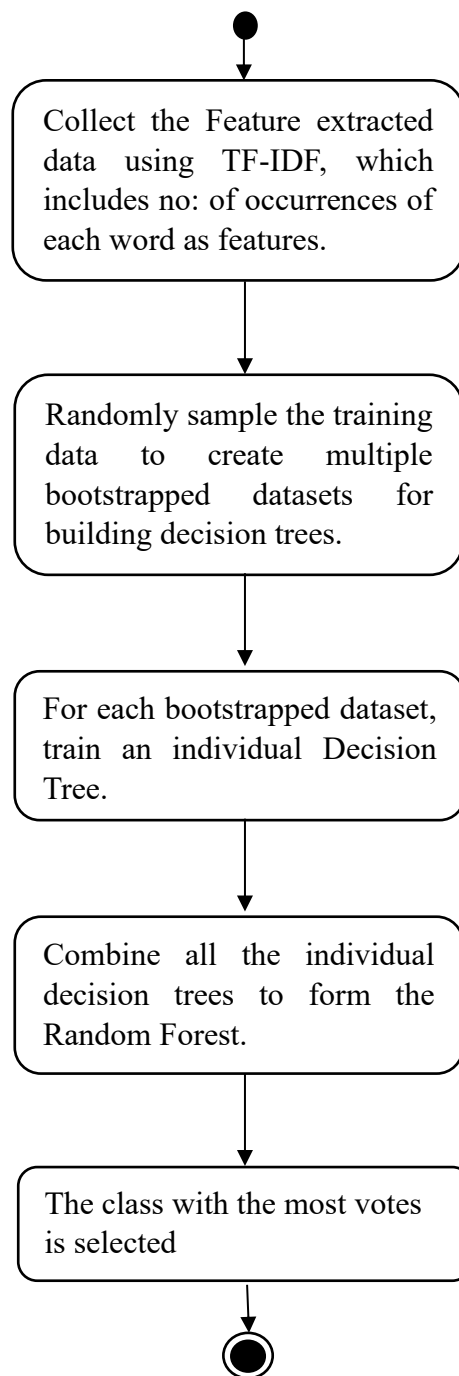 Collect the Feature extracted
data using TF-IDF, which
includes no: of occurrences of
each word as features.
Randomly sample the training
data to create multiple
bootstrapped datasets for
building decision trees.
For each bootstrapped dataset,
train an individual Decision
Tree.
Combine all the individual
decision trees to form the
Random Forest.
The class with the most votes
is selected